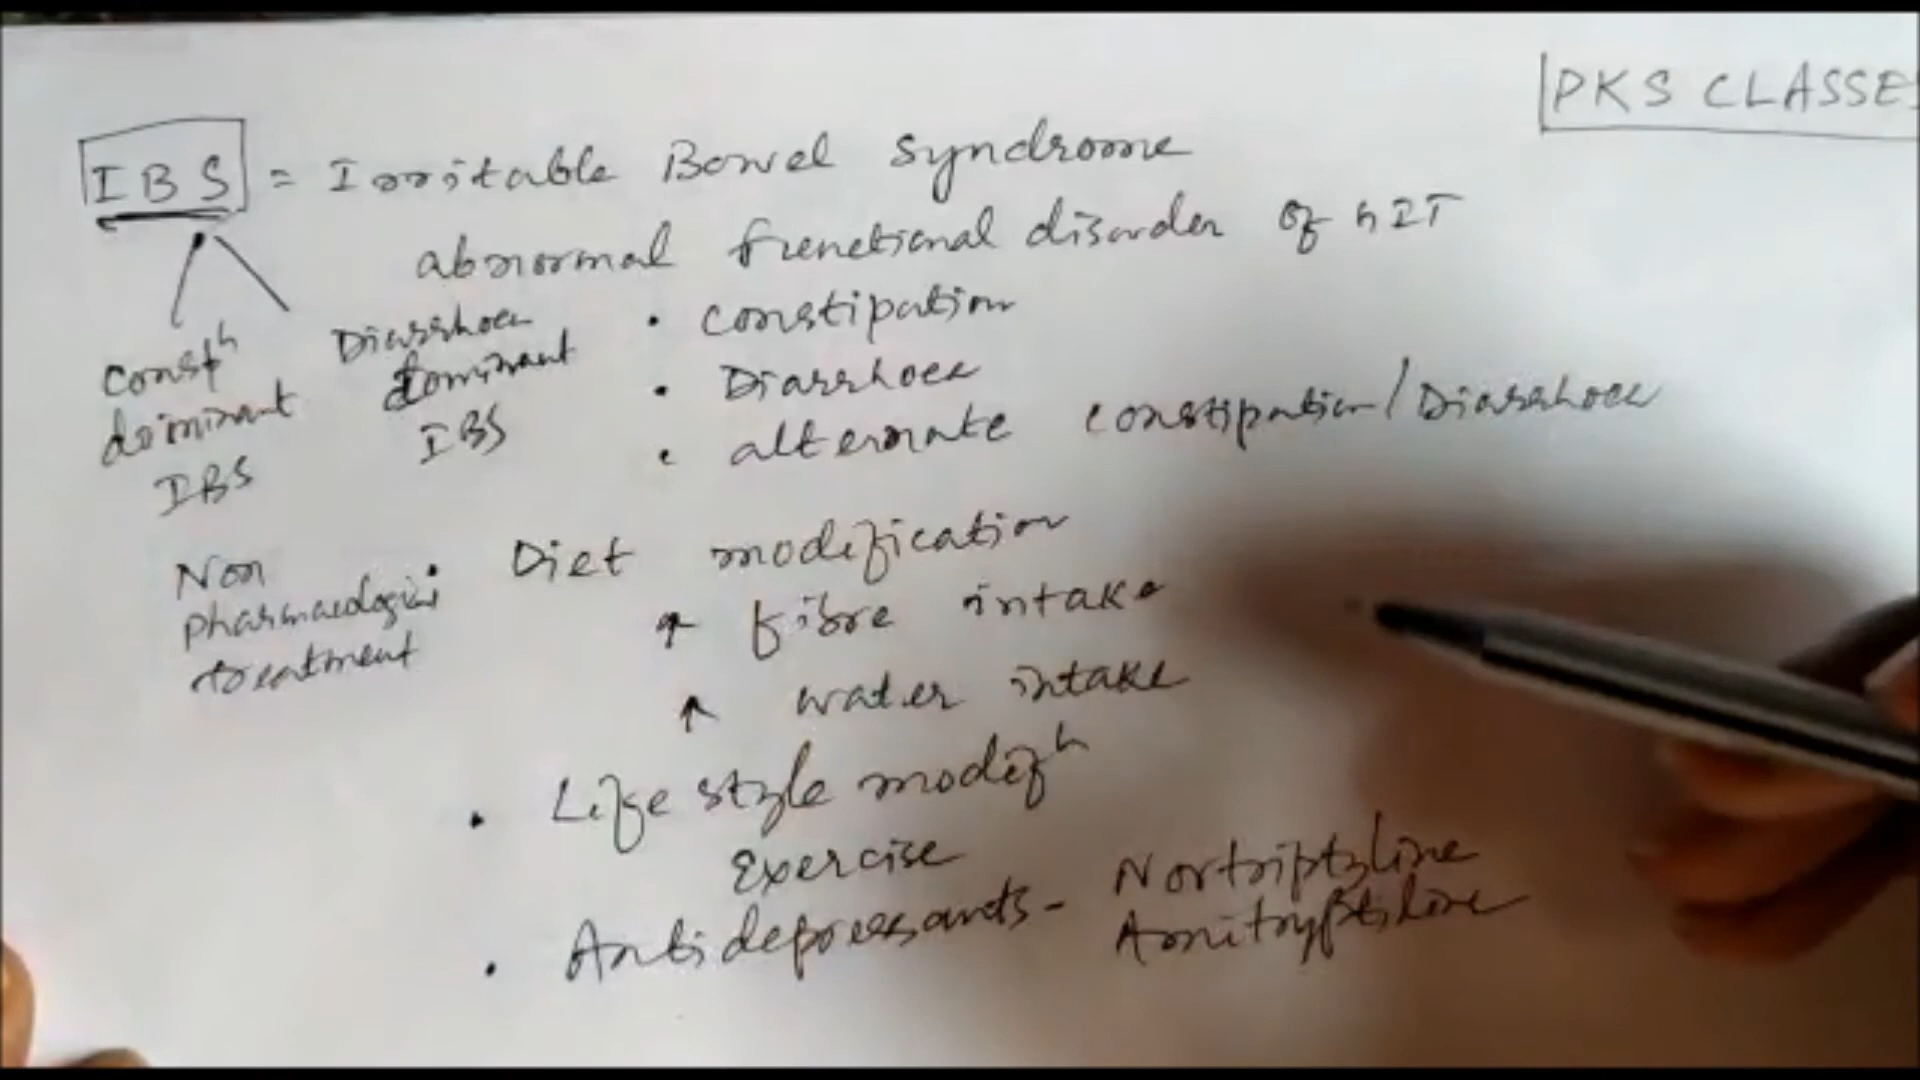 PKS CLASSE
IBS = Irritable Bowel Syndrome
abnormal functional disorder of GIT
Constn Diarrhoea • constipation
dominant dominant • Diarrhoea
IBS IBS • alternate constipation/Diarrhoea
Non • Diet modification
pharmacological ↑ fibre intake
treatment ↑ water intake
• Life style modifn
Exercise
• Antidepressants - Nortriptyline
Amitryptiline